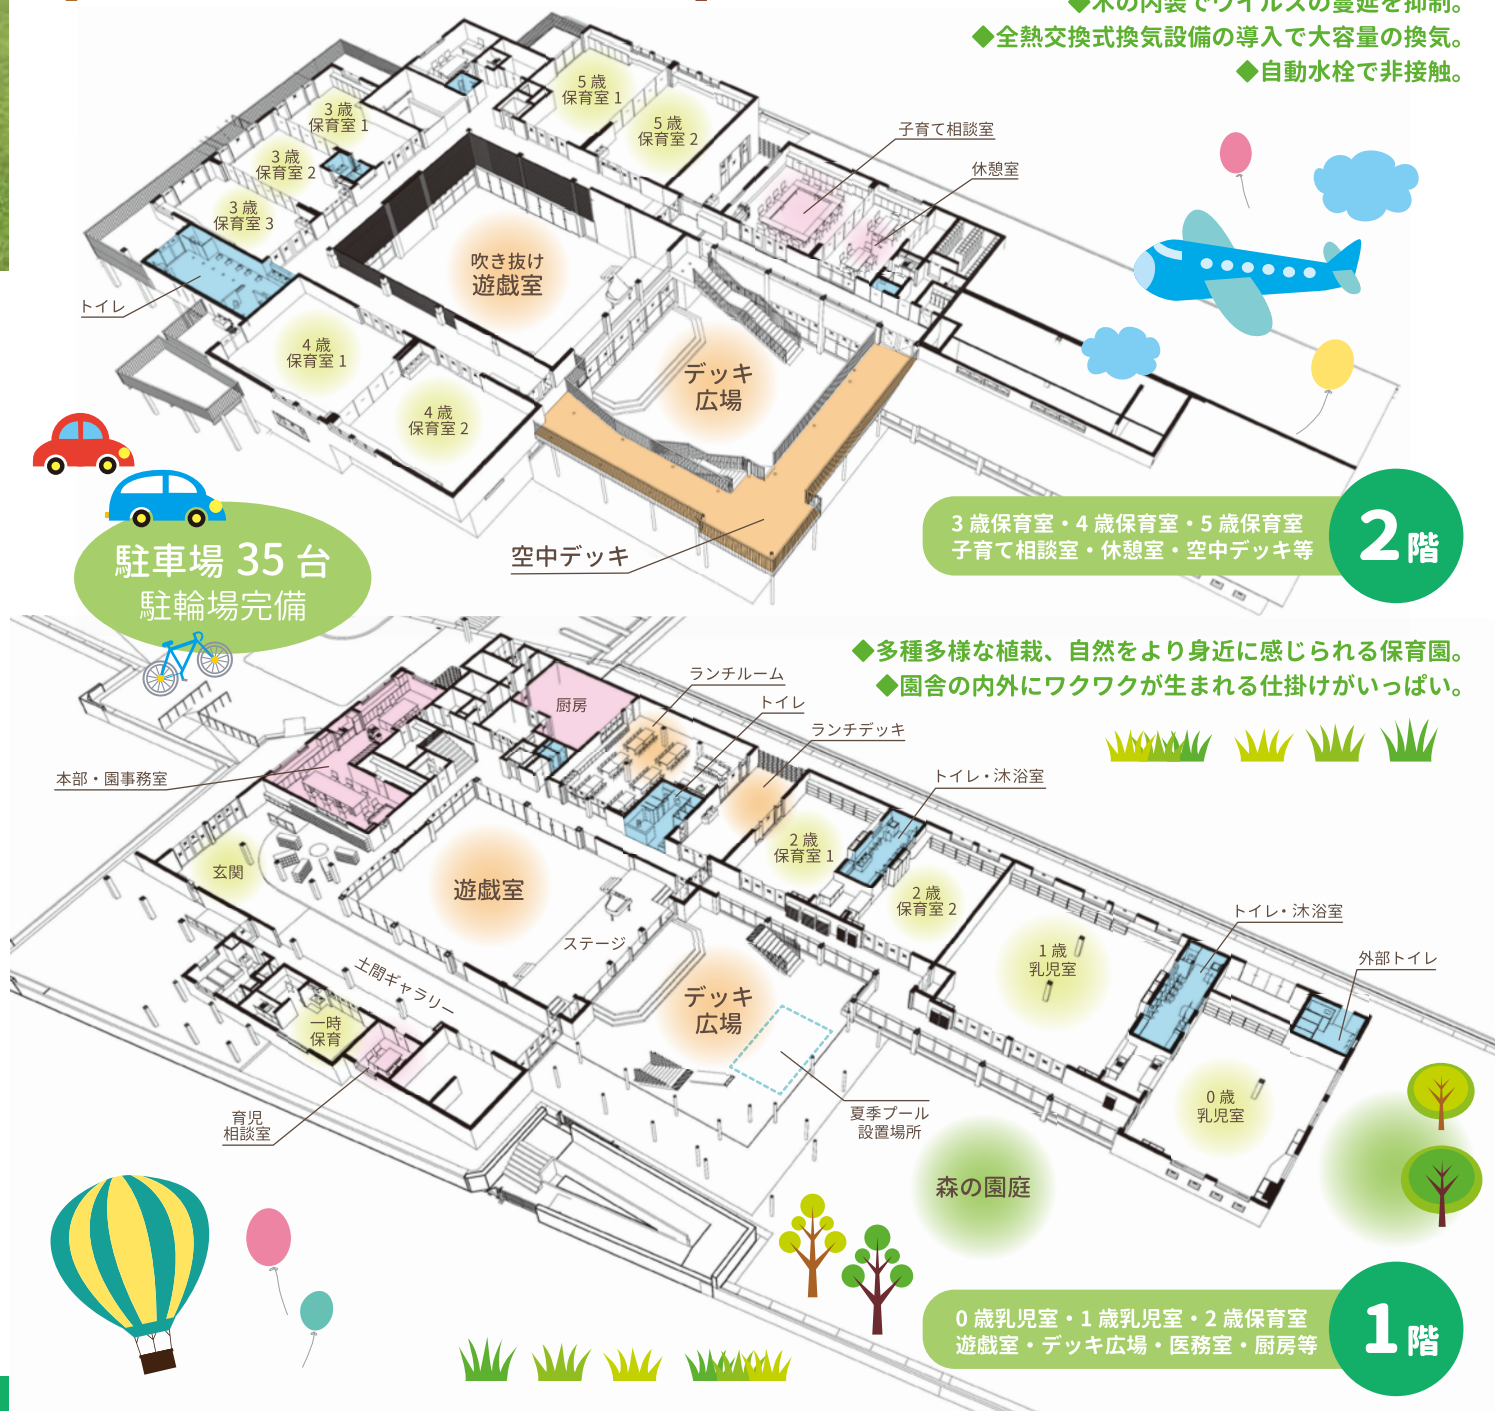 ◆木の内装でウイルスの蔓延を抑制。
◆全熱交換式換気設備の導入で大容量の換気。
◆自動水栓で非接触。
5 歳
保育室 1
5 歳
保育室 2
3 歳
保育室 1
3 歳
保育室 2
3 歳
保育室 3
子育て相談室
休憩室
トイレ
吹き抜け
遊戯室
4 歳
保育室 1
4 歳
保育室 2
デッキ
広場
空中デッキ
3 歳保育室・4 歳保育室・5 歳保育室
子育て相談室・休憩室・空中デッキ等
2 階
駐車場 35 台
駐輪場完備
◆多種多様な植栽、自然をより身近に感じられる保育園。
◆園舎の内外にワクワクが生まれる仕掛けがいっぱい。
ランチルーム
トイレ
ランチデッキ
厨房
本部・園事務室
トイレ・沐浴室
2 歳
保育室 1
2 歳
保育室 2
玄関
遊戯室
ステージ
土間ギャラリー
トイレ・沐浴室
外部トイレ
1 歳
乳児室
デッキ
広場
一時
保育
0 歳
乳児室
育児
相談室
夏季プール
設置場所
森の園庭
0 歳乳児室・1 歳乳児室・2 歳保育室
遊戯室・デッキ広場・医務室・厨房等
1 階